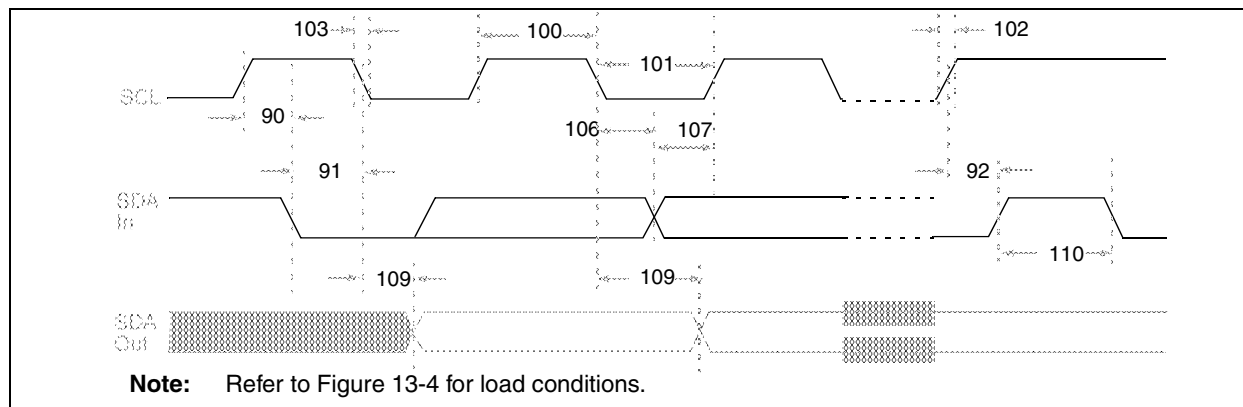 103
100
102
101
SCL
90
106
107
91
92
SDA
In
110
109
109
SDA
Out
Note: Refer to Figure 13-4 for load conditions.